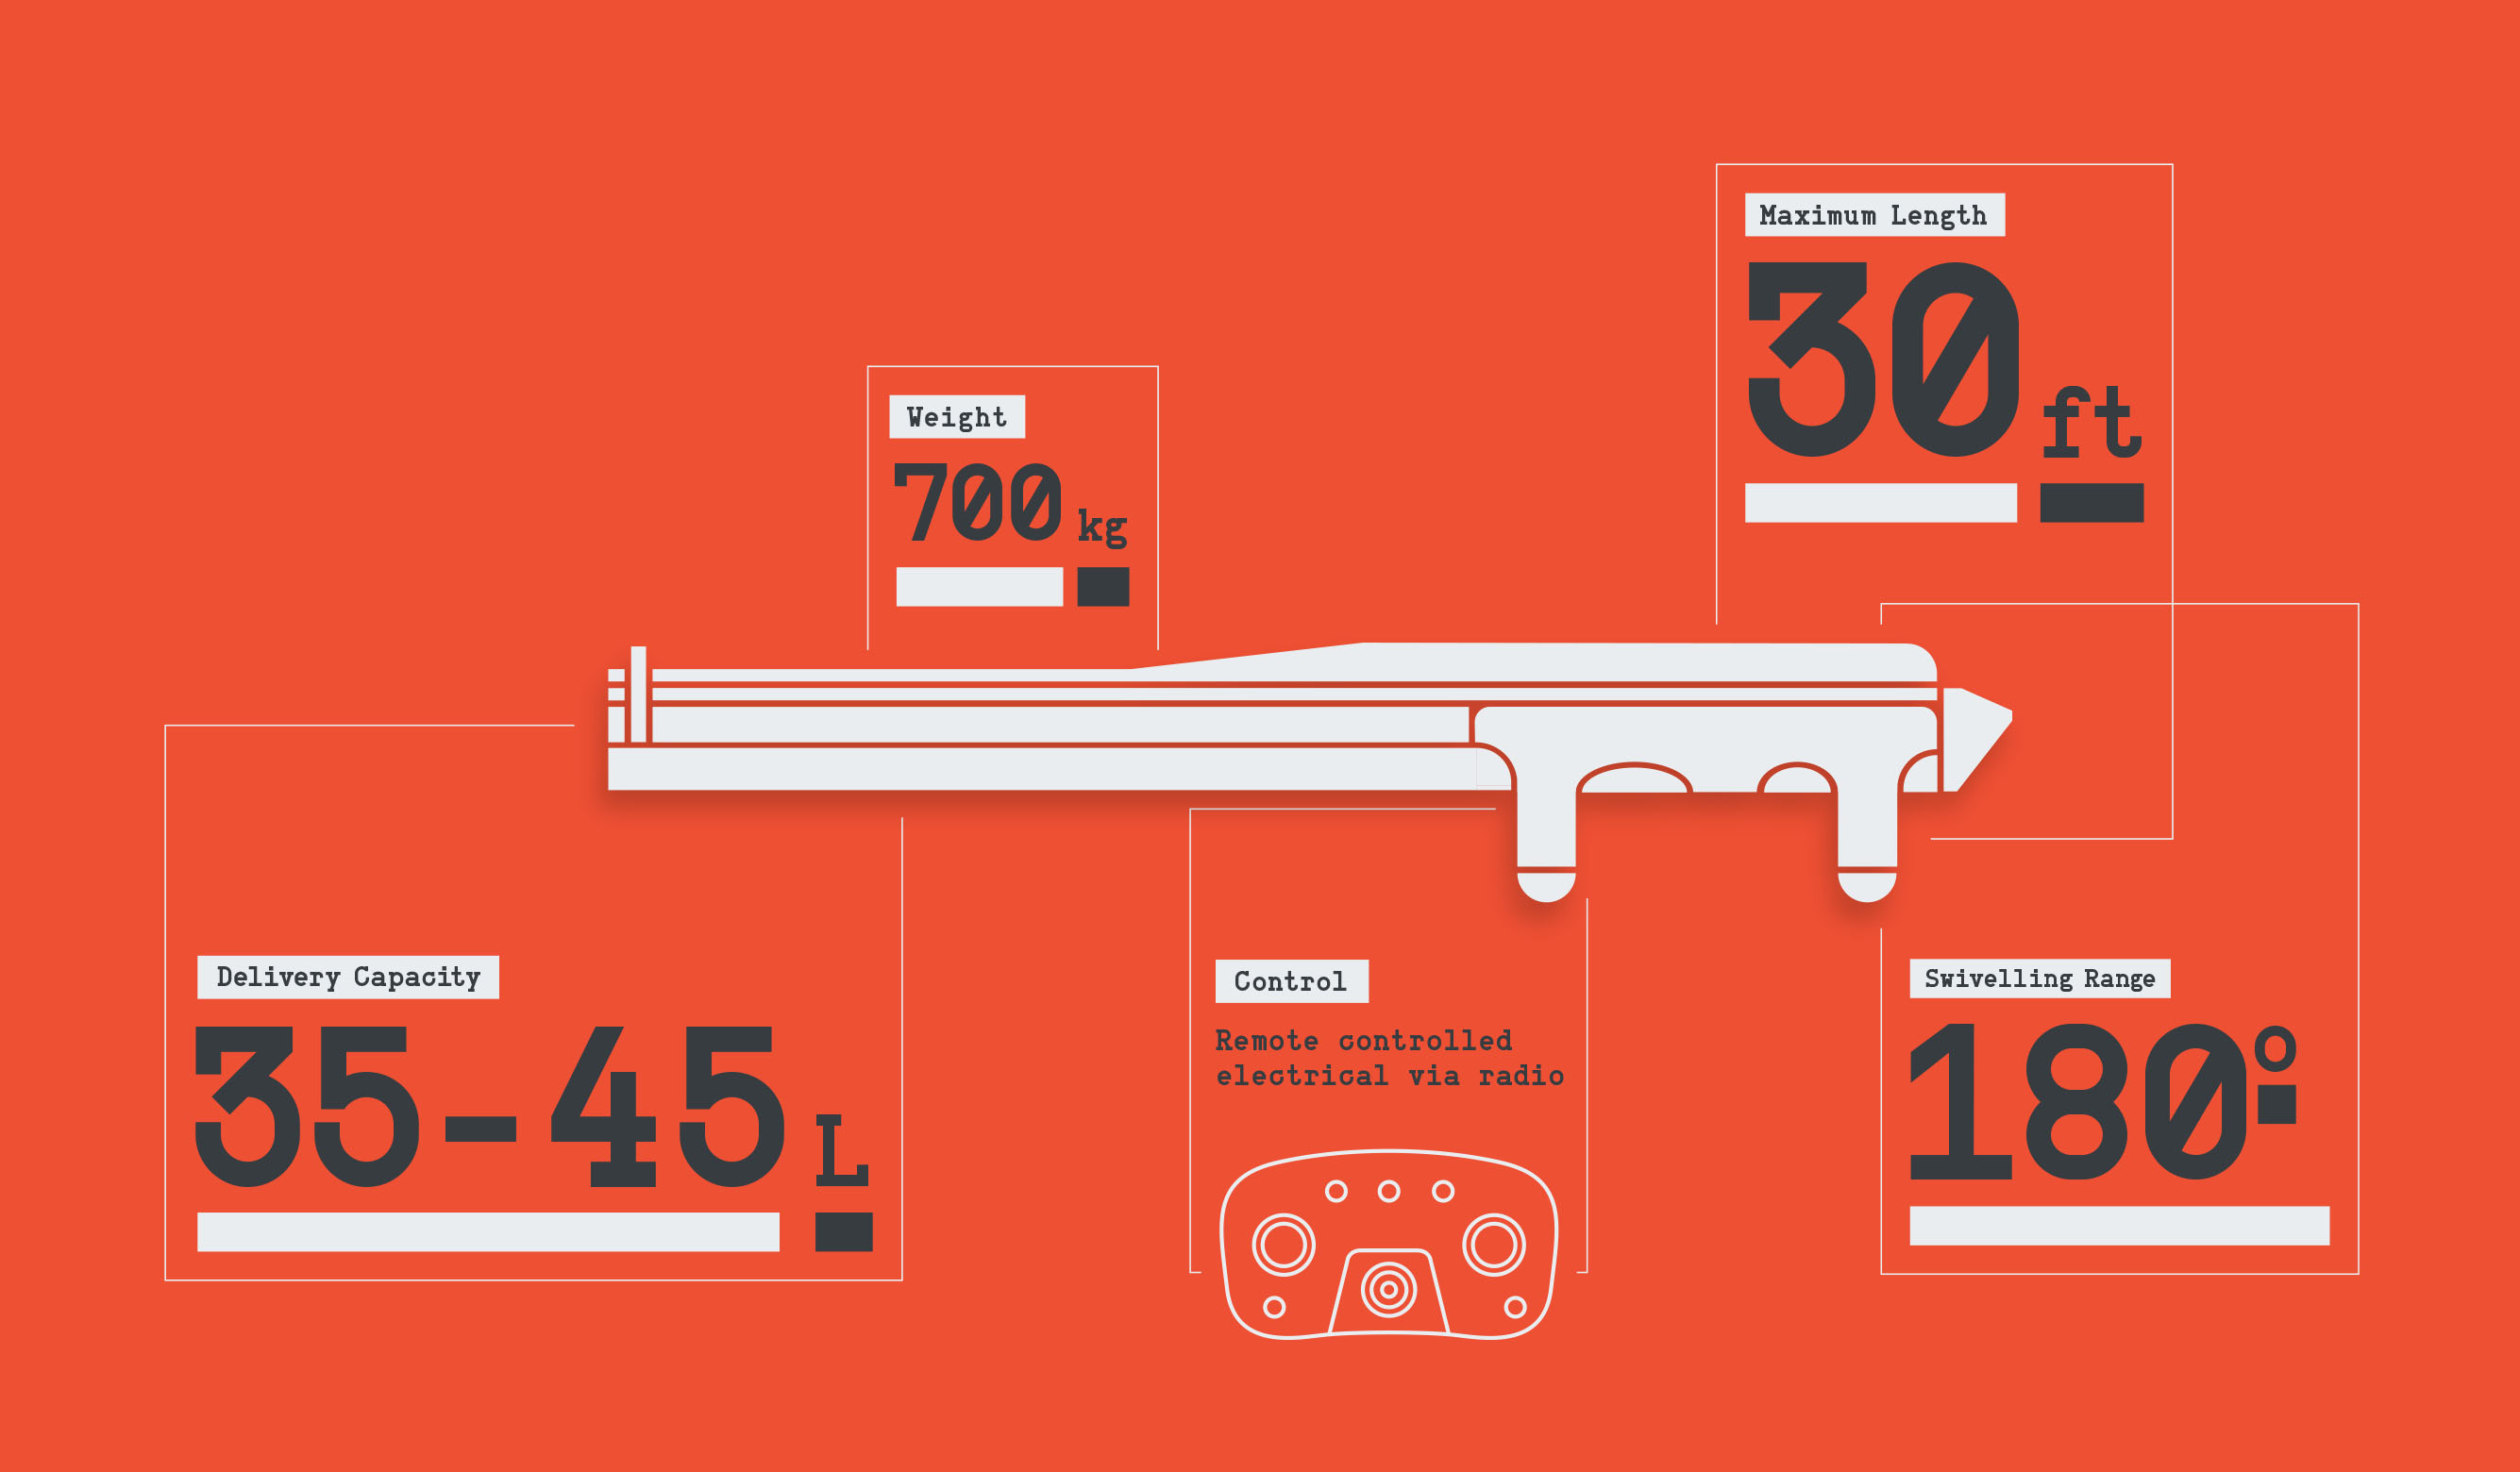 Maximum Length
30 ft
Weight
700 kg
Delivery Capacity
35-45 L
Control
Remote controlled
electrical via radio
Swivelling Range
180º